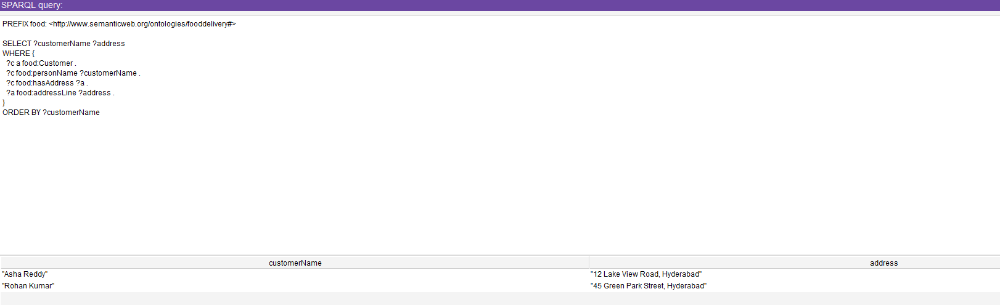 SPARQL query:
PREFIX food: <http://www.semanticweb.org/ontologies/fooddelivery#>
SELECT ?customerName ?address
WHERE {
?c a food:Customer .
?c food:personName ?customerName .
?c food:hasAddress ?a .
?a food:addressLine ?address .
}
ORDER BY ?customerName
customerName address
"Asha Reddy" "12 Lake View Road, Hyderabad"
"Rohan Kumar" "45 Green Park Street, Hyderabad"